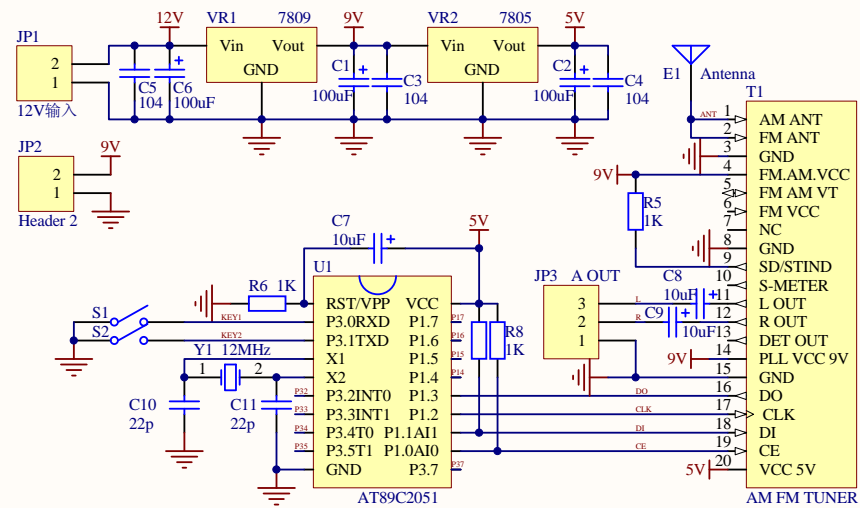 JP1
2
1
12V输入
12V
C5
104
C6
100uF
VR1 7809
Vin Vout
GND
9V
C1
100uF
C3
104
VR2 7805
Vin Vout
GND
5V
C2
100uF
C4
104
E1 Antenna
JP2
2
1
Header 2
9V
C7
10uF
5V
R6 1K
S1
S2
KEY1
KEY2
Y1 12MHz
1 2
C10
22p
C11
22p
U1
RST/VPP VCC
P3.0RXD P1.7
P3.1TXD P1.6
X1 P1.5
X2 P1.4
P3.2INT0 P1.3
P3.3INT1 P1.2
P3.4T0 P1.1AI1
P3.5T1 P1.0AI0
GND P3.7
AT89C2051
P32
P33
P34
P35
P17
P16
P15
P14
P37
R8
1K
9V
R5
1K
JP3 A OUT
3
2
1
L
R
C8
10uF
C9
10uF
9V
DO
CLK
DI
CE
5V
ANT
T1
1 AM ANT
2 FM ANT
3 GND
4 FM.AM.VCC
5 FM AM VT
6 FM VCC
7 NC
8 GND
9 SD/STIND
10 S-METER
11 L OUT
12 R OUT
13 DET OUT
14 PLL VCC 9V
15 GND
16 DO
17 CLK
18 DI
19 CE
20 VCC 5V
AM FM TUNER